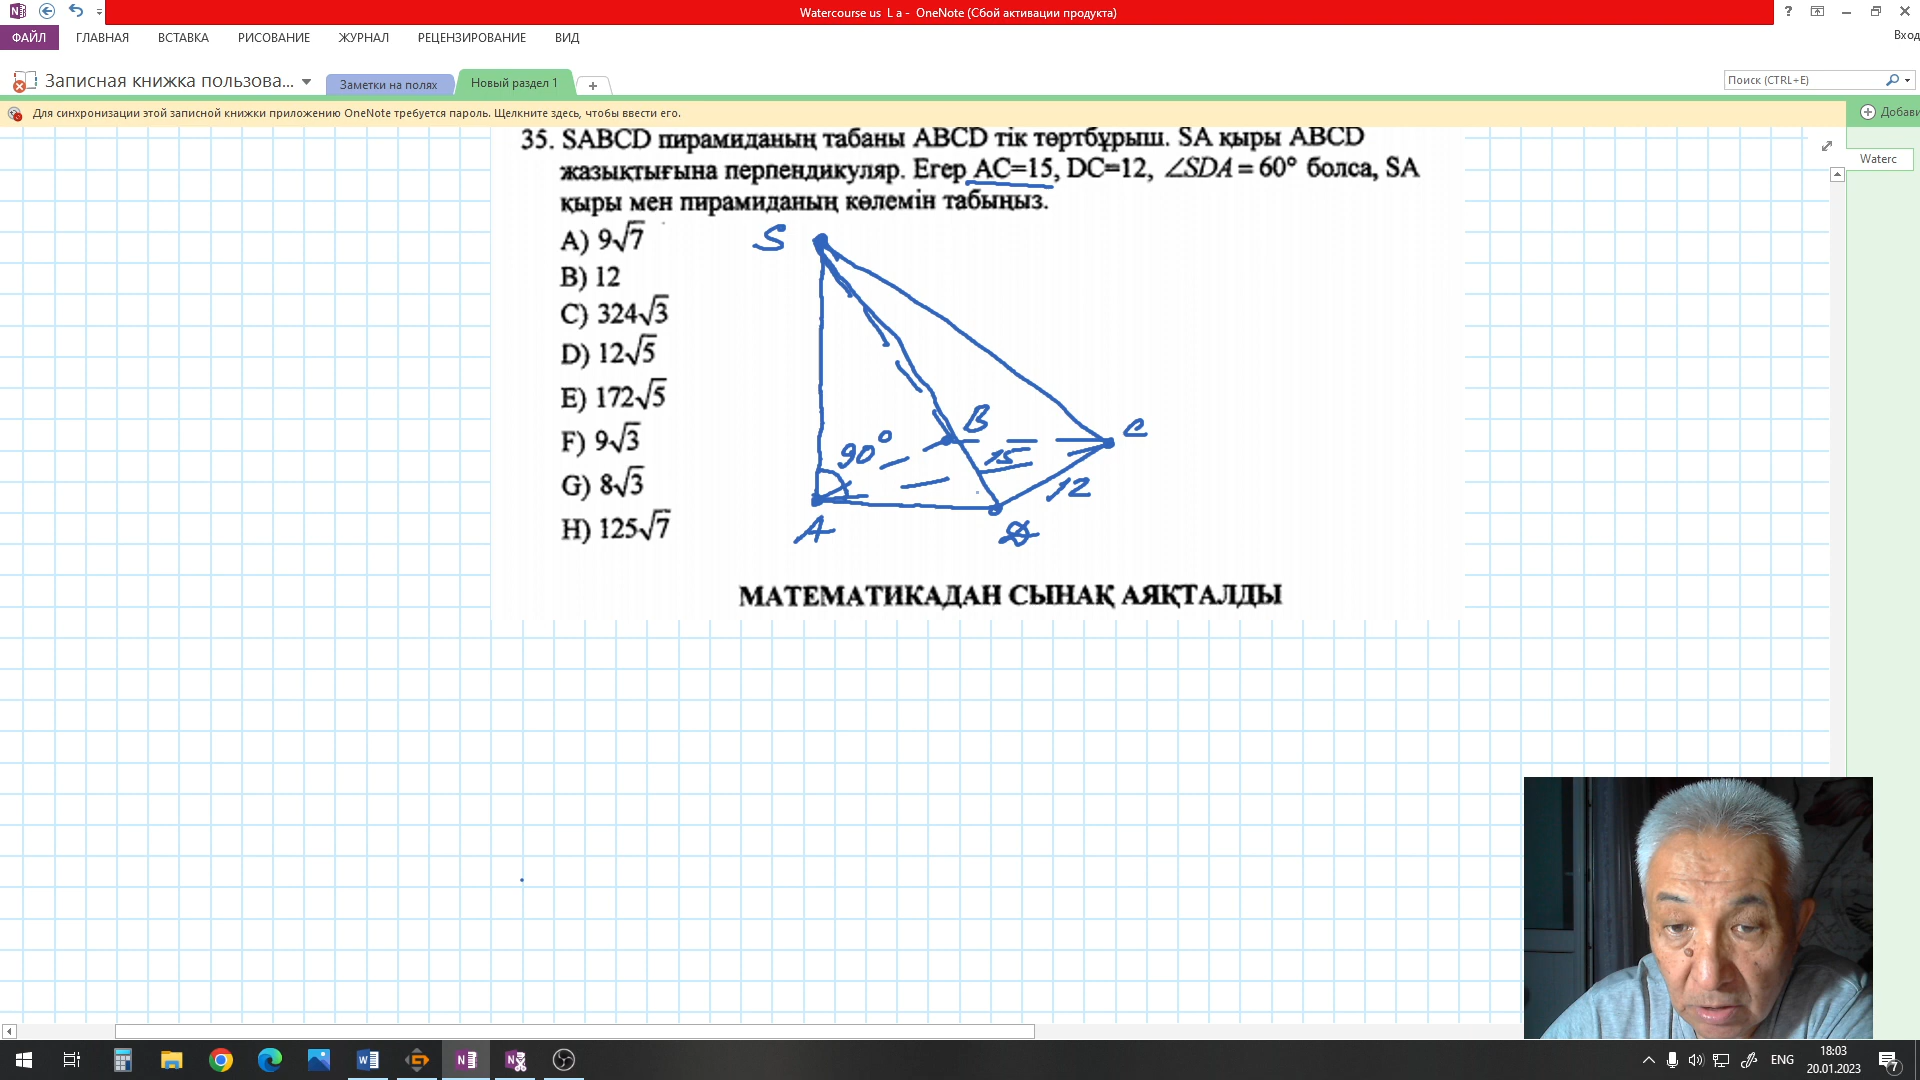 Watercourse us L a - OneNote (Сбой активации продукта)
ФАЙЛ ГЛАВНАЯ ВСТАВКА РИСОВАНИЕ ЖУРНАЛ РЕЦЕНЗИРОВАНИЕ ВИД
Вход
Записная книжка пользова... Заметки на полях Новый раздел 1
Поиск (CTRL+E)
Для синхронизации этой записной книжки приложению OneNote требуется пароль. Щелкните здесь, чтобы ввести его.
Добави
Waterc
35. SABCD пирамиданың табаны ABCD тік төртбұрыш. SA қыры ABCD
жазықтығына перпендикуляр. Егер AC=15, DC=12, ∠SDA = 60° болса, SA
қыры мен пирамиданың көлемін табыңыз.
A) 9√7
B) 12
C) 324√3
D) 12√5
E) 172√5
F) 9√3
G) 8√3
H) 125√7
S
B
C
90°
15
12
A
D
МАТЕМАТИКАДАН СЫНАҚ АЯҚТАЛДЫ
ENG
18:03
20.01.2023
7